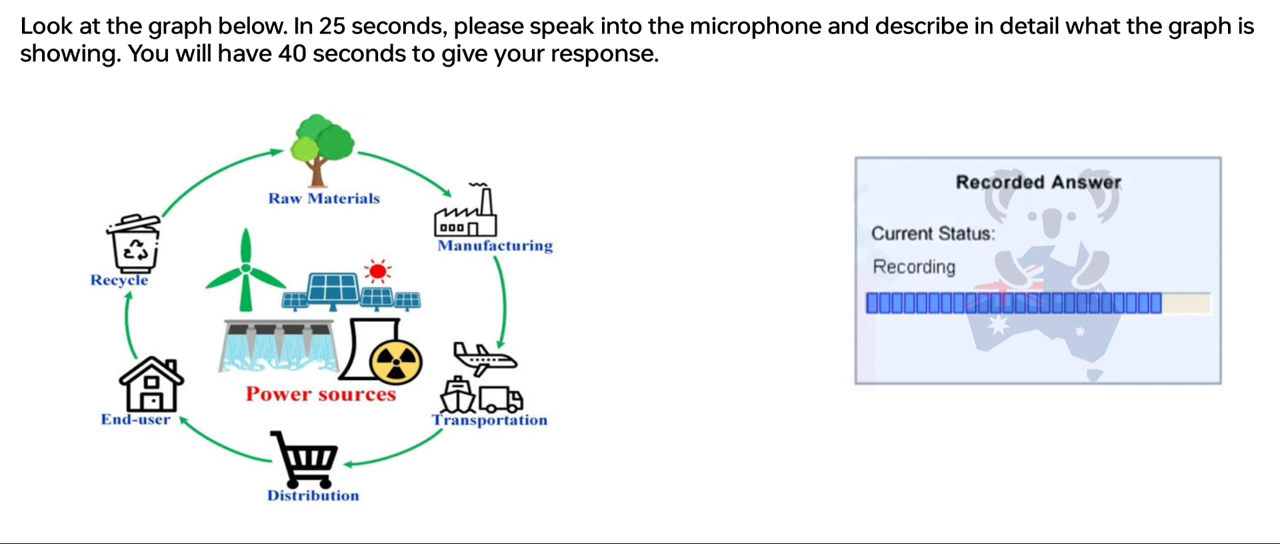 Look at the graph below. In 25 seconds, please speak into the microphone and describe in detail what the graph is
showing. You will have 40 seconds to give your response.
Raw Materials
Manufacturing
Recycle
Power sources
End-user
Transportation
Distribution
Recorded Answer
Current Status:
Recording